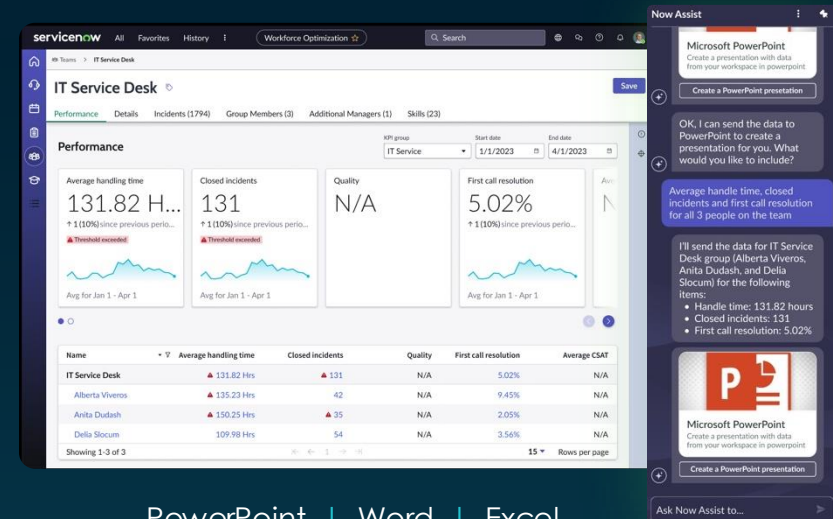 servicenow All Favorites History Workforce Optimization ☆ Search
Teams > IT Service Desk
IT Service Desk
Save
Performance Details Incidents (1794) Group Members (3) Additional Managers (1) Skills (23)
Performance
KPI group
IT Service
Start date
1/1/2023
End date
4/1/2023
Average handling time
131.82 H...
↑ 1 (10%) since previous perio...
Threshold exceeded
Avg for Jan 1 - Apr 1
Closed incidents
131
↑ 1 (10%) since previous perio...
Threshold exceeded
Avg for Jan 1 - Apr 1
Quality
N/A
First call resolution
5.02%
↑ 1 (10%) since previous perio...
Avg for Jan 1 - Apr 1
Name Average handling time Closed incidents Quality First call resolution Average CSAT
IT Service Desk 131.82 Hrs 131 N/A 5.02% N/A
Alberta Viveros 135.23 Hrs 42 N/A 9.45% N/A
Anita Dudash 150.25 Hrs 35 N/A 2.05% N/A
Delia Slocum 109.98 Hrs 54 N/A 3.56% N/A
Showing 1-3 of 3 1 15 Rows per page
Now Assist
Microsoft PowerPoint
Create a presentation with data
from your workspace in powerpoint
Create a PowerPoint presetation
OK, I can send the data to
PowerPoint to create a
presentation for you. What
would you like to include?
Average handle time, closed
incidents and first call resolution
for all 3 people on the team
I'll send the data for IT Service
Desk group (Alberta Viveros,
Anita Dudash, and Delia
Slocum) for the following
items:
• Handle time: 131.82 hours
• Closed incidents: 131
• First call resolution: 5.02%
P
Microsoft PowerPoint
Create a presentation with data
from your workspace in powerpoint
Create a PowerPoint presentation
Ask Now Assist to...
PowerPoint | Word | Excel